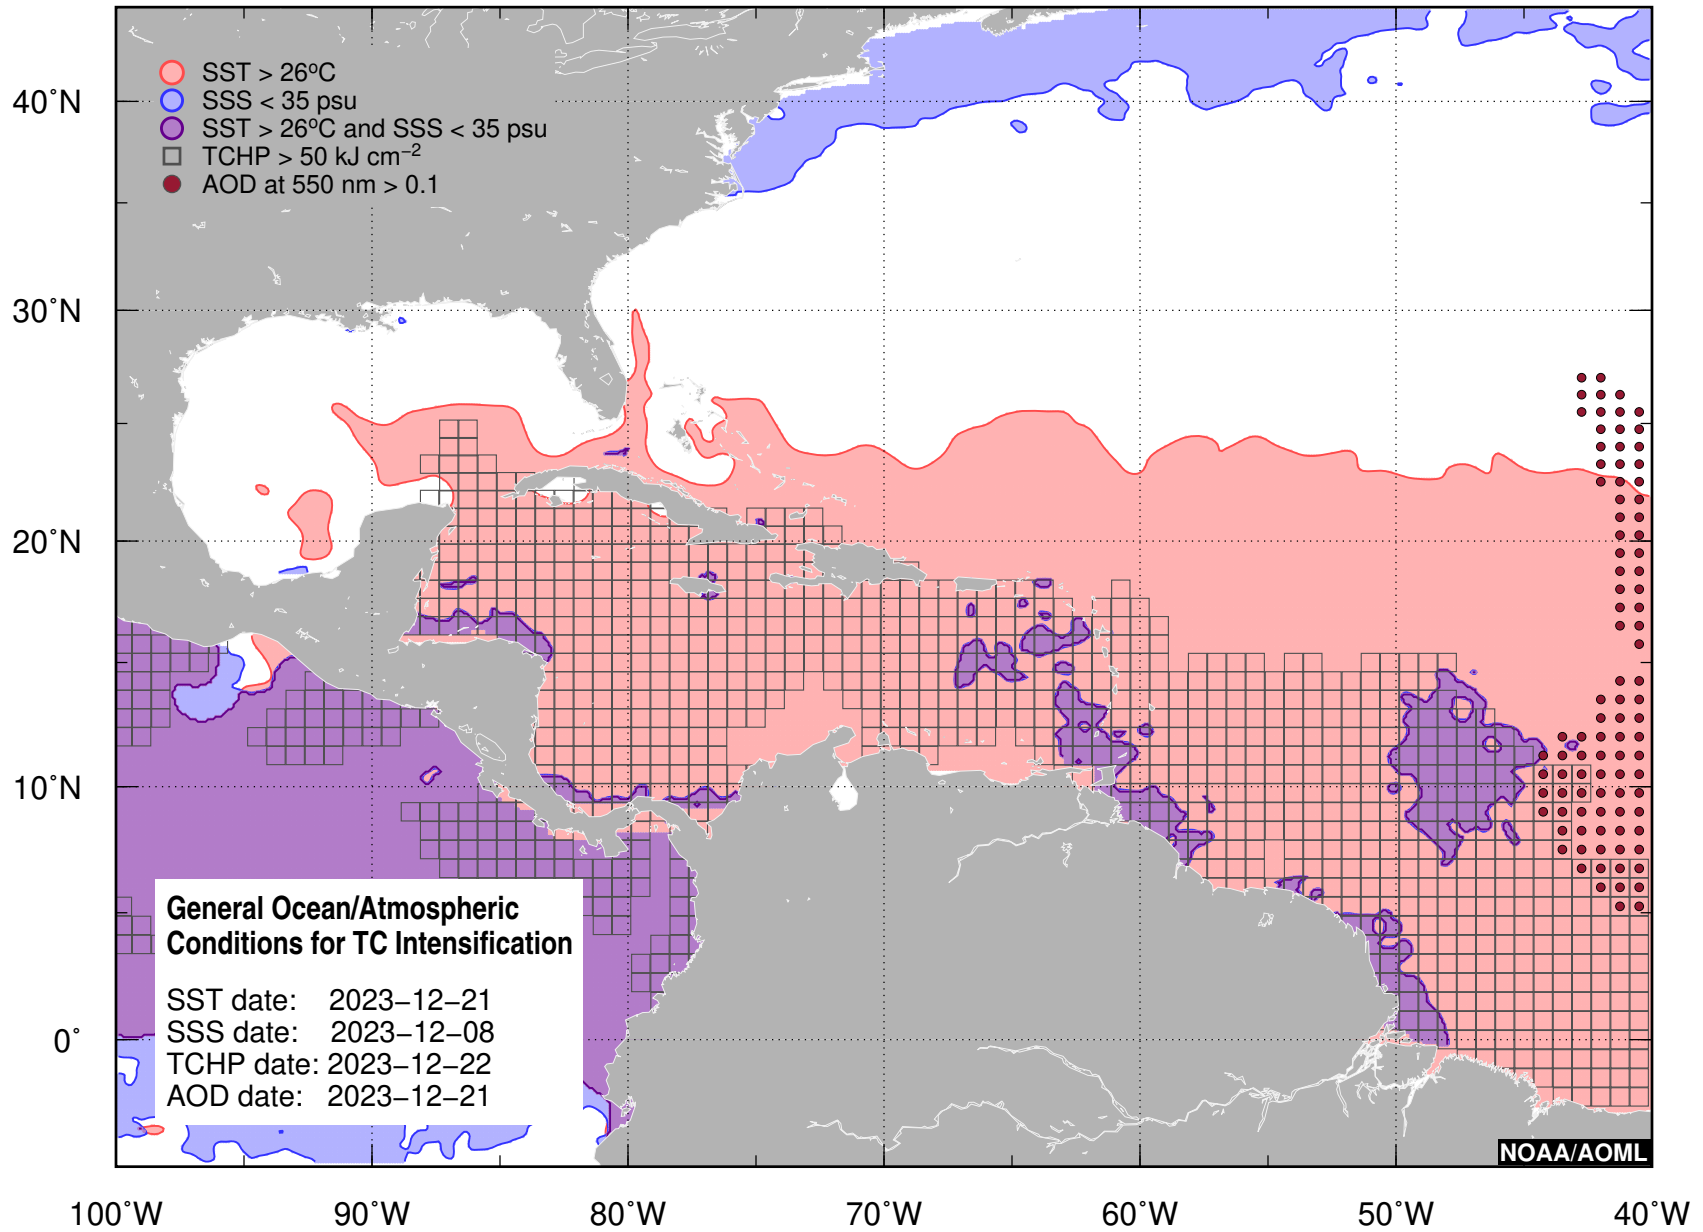 SST > 26°C
SSS < 35 psu
SST > 26°C and SSS < 35 psu
TCHP > 50 kJ cm−2
AOD at 550 nm > 0.1
40°N
30°N
20°N
10°N
0°
General Ocean/Atmospheric
Conditions for TC Intensification
SST date: 2023−12−21
SSS date: 2023−12−08
TCHP date: 2023−12−22
AOD date: 2023−12−21
NOAA/AOML
100°W 90°W 80°W 70°W 60°W 50°W 40°W